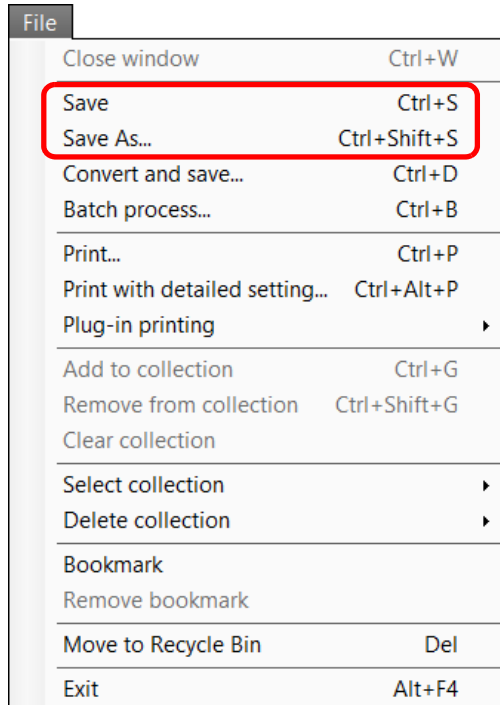 File
Close window Ctrl+W
Save Ctrl+S
Save As... Ctrl+Shift+S
Convert and save... Ctrl+D
Batch process... Ctrl+B
Print... Ctrl+P
Print with detailed setting... Ctrl+Alt+P
Plug-in printing
Add to collection Ctrl+G
Remove from collection Ctrl+Shift+G
Clear collection
Select collection
Delete collection
Bookmark
Remove bookmark
Move to Recycle Bin Del
Exit Alt+F4